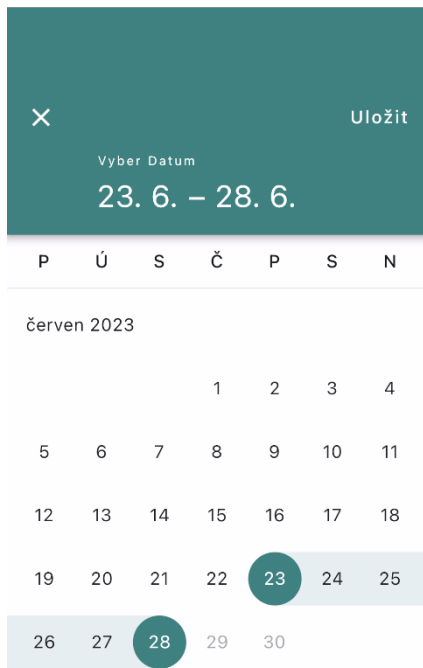 Uložit
Vyber Datum
23. 6. – 28. 6.
P Ú S Č P S N
červen 2023
1 2 3 4
5 6 7 8 9 10 11
12 13 14 15 16 17 18
19 20 21 22 23 24 25
26 27 28 29 30